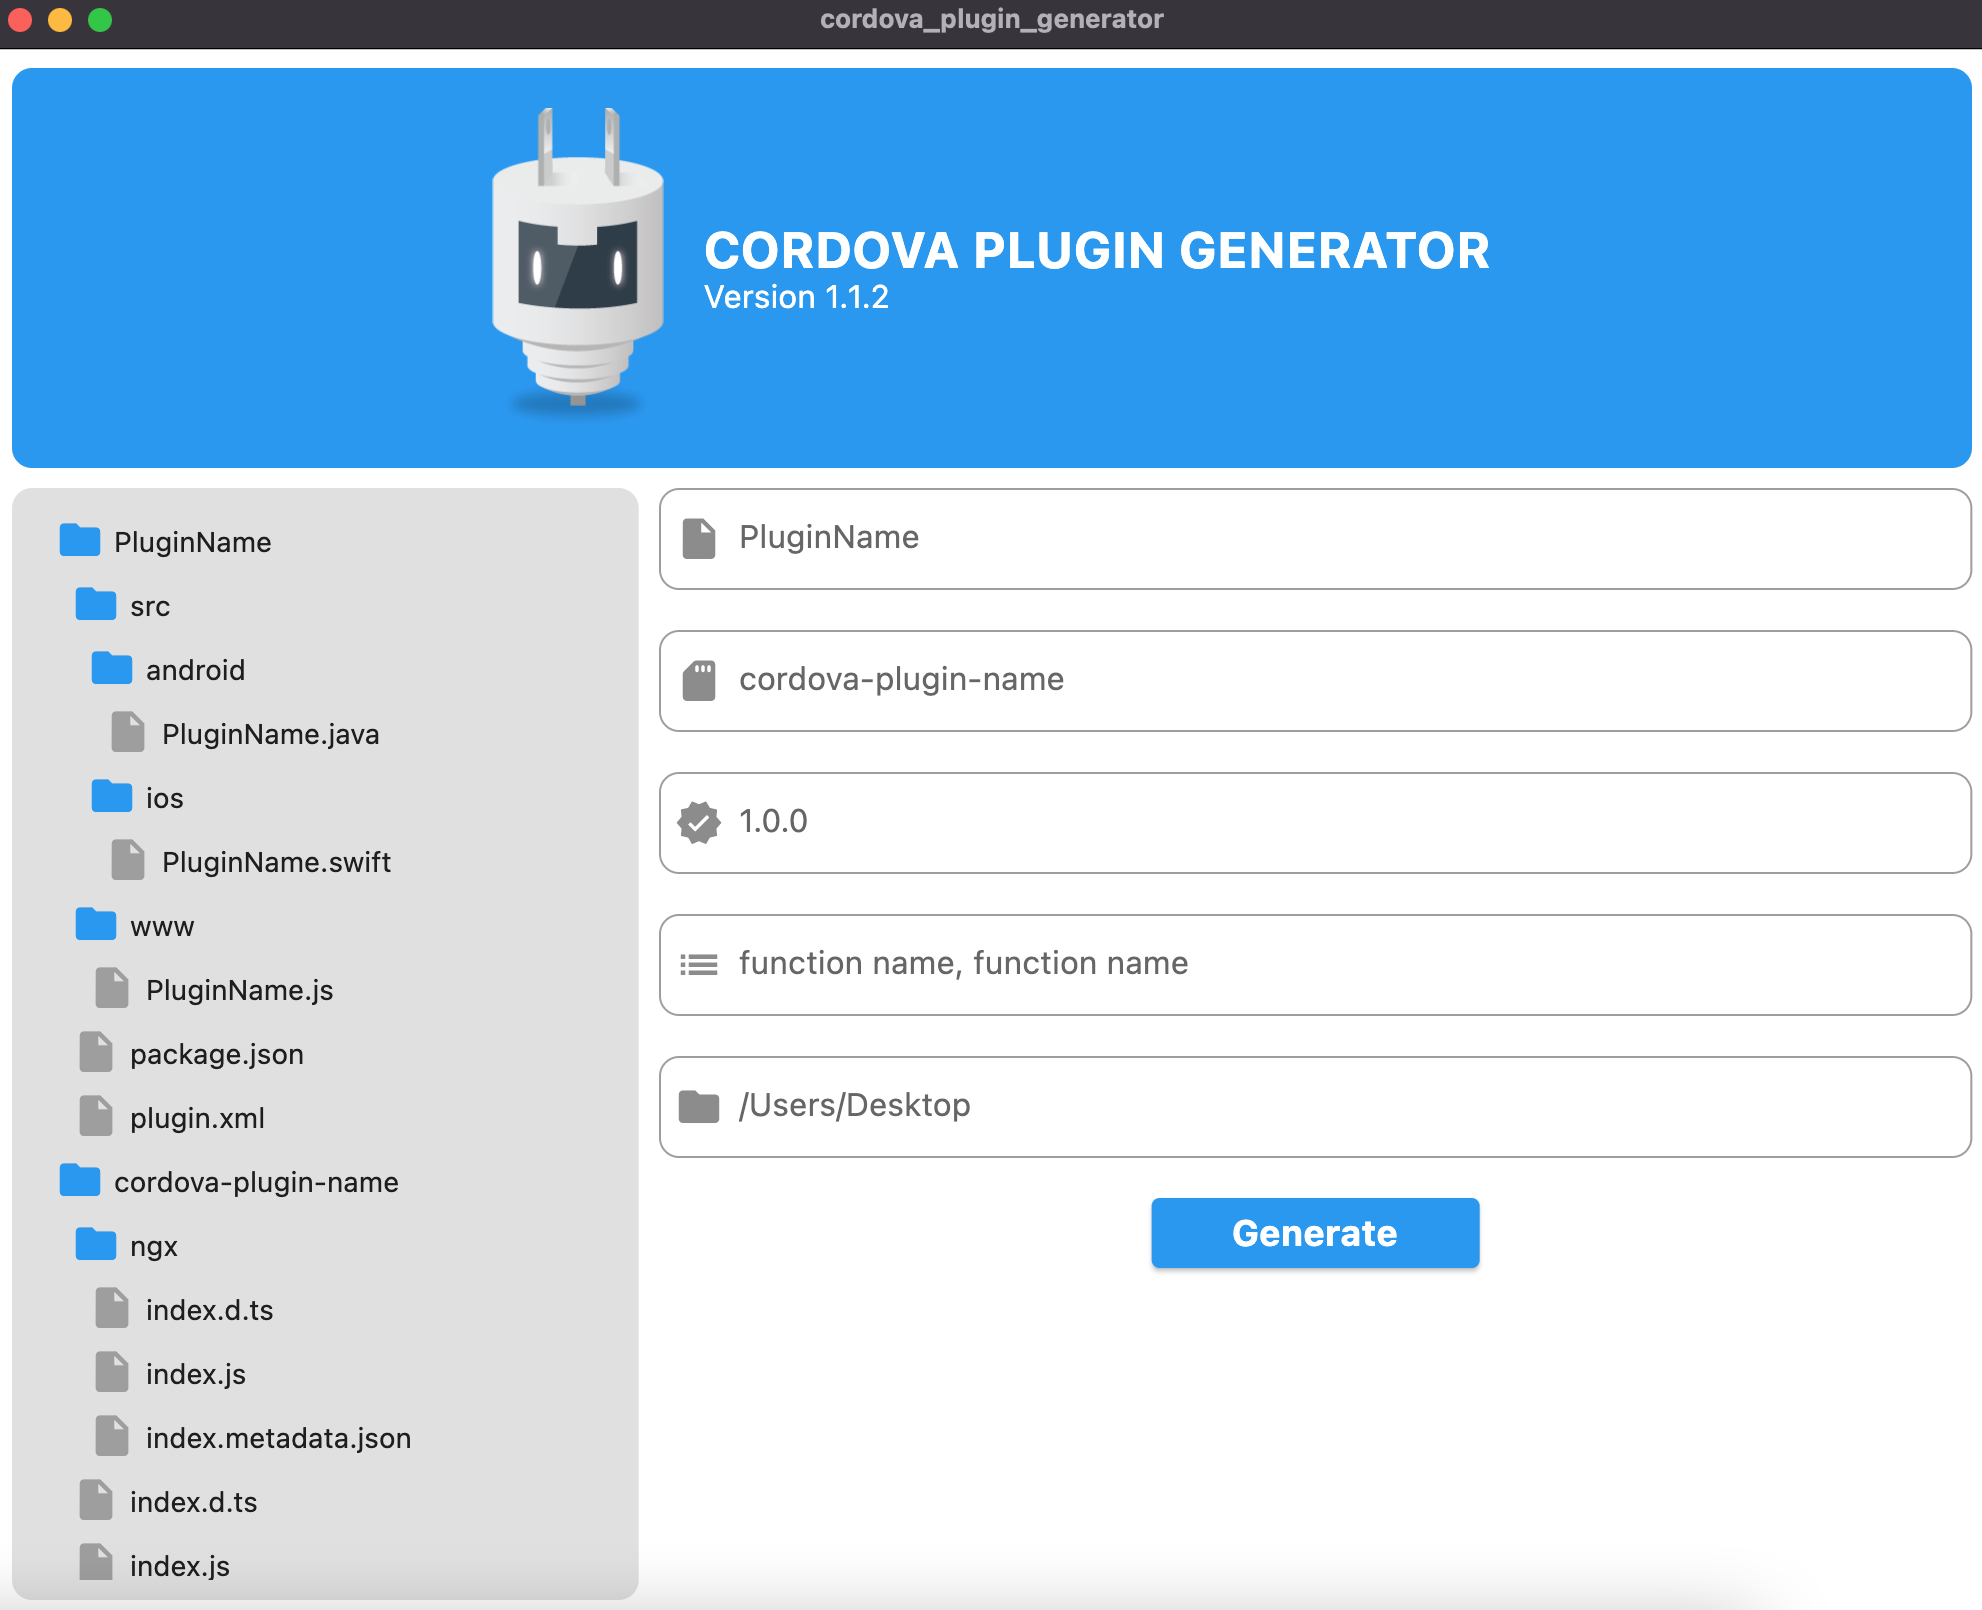 cordova_plugin_generator
CORDOVA PLUGIN GENERATOR
Version 1.1.2
PluginName
src
android
PluginName.java
ios
PluginName.swift
www
PluginName.js
package.json
plugin.xml
cordova-plugin-name
ngx
index.d.ts
index.js
index.metadata.json
index.d.ts
index.js
PluginName
cordova-plugin-name
1.0.0
function name, function name
/Users/Desktop
Generate